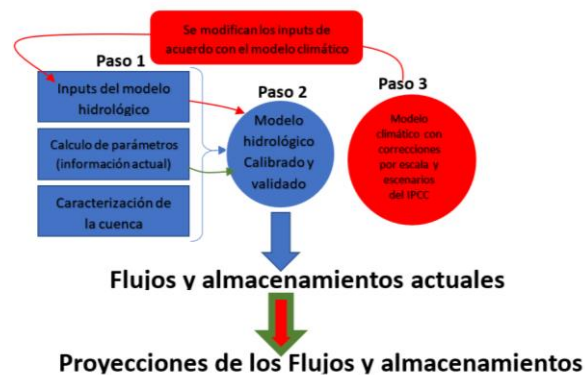 Se modifican los inputs de
acuerdo con el modelo climático
Paso 1
Inputs del modelo
hidrológico
Calculo de parámetros
(información actual)
Caracterización de
la cuenca
Paso 2
Modelo
hidrológico
Calibrado y
validado
Paso 3
Modelo
climático con
correcciones
por escala y
escenarios
del IPCC
Flujos y almacenamientos actuales
Proyecciones de los Flujos y almacenamientos